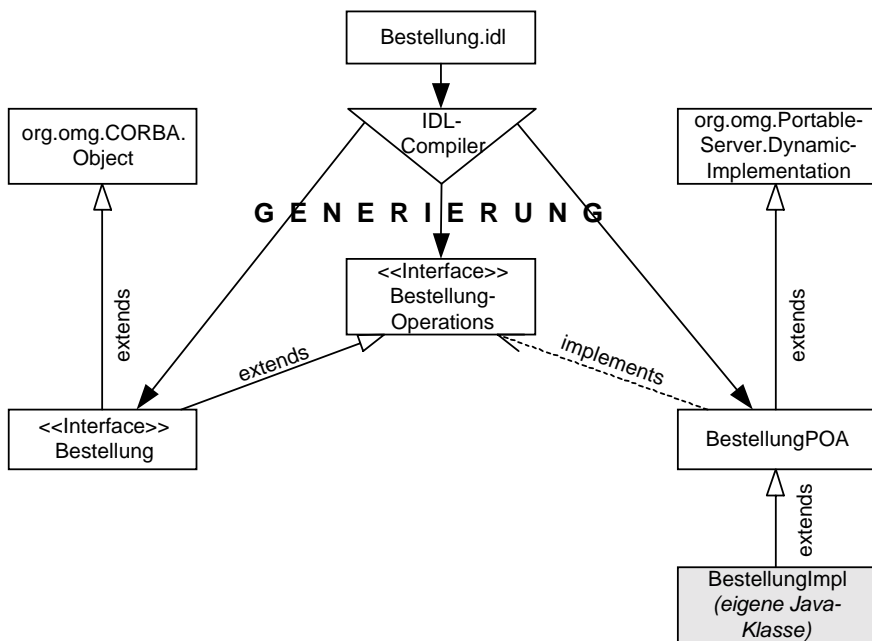 Bestellung.idl
IDL-
Compiler
org.omg.CORBA.
Object
org.omg.Portable-
Server.Dynamic-
Implementation
G E N E R I E R U N G
<<Interface>>
Bestellung-
Operations
extends
extends
implements
extends
<<Interface>>
Bestellung
BestellungPOA
extends
BestellungImpl
(eigene Java-
Klasse)